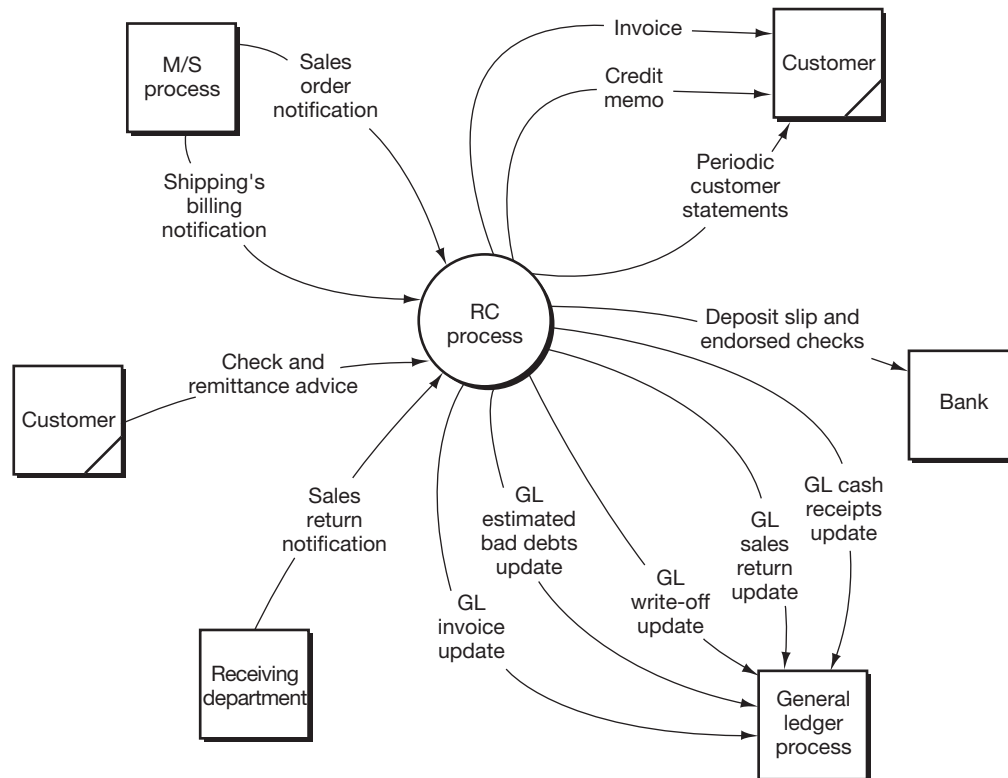 M/S
process
Sales
order
notification
Invoice
Customer
Credit
memo
Shipping's
billing
notification
Periodic
customer
statements
RC
process
Deposit slip and
endorsed checks
Bank
Check and
remittance advice
Customer
Sales
return
notification
GL
estimated
bad debts
update
GL cash
receipts
update
GL
sales
return
update
GL
write-off
update
GL
invoice
update
Receiving
department
General
ledger
process